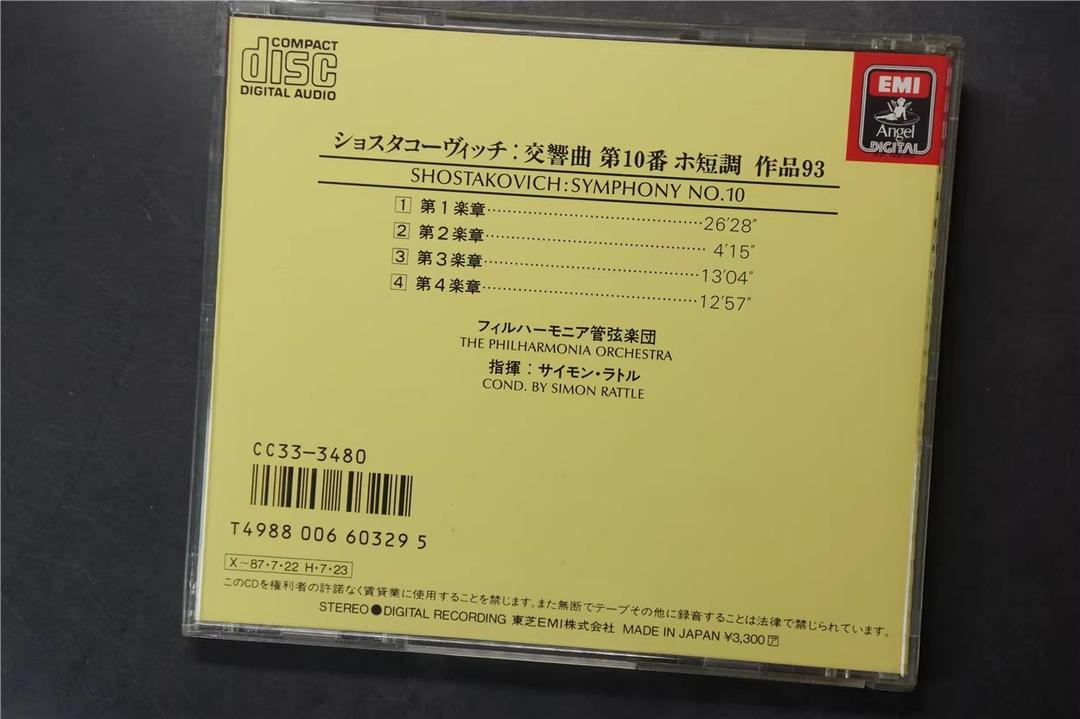 COMPACT
disc
DIGITAL AUDIO
EMI
Angel
DIGITAL
ショスタコーヴィッチ：交響曲 第10番 ホ短調 作品93
SHOSTAKOVICH:SYMPHONY NO.10
1 第1楽章……………………………26′28″
2 第2楽章……………………………4′15″
3 第3楽章……………………………13′04″
4 第4楽章……………………………12′57″
フィルハーモニア管弦楽団
THE PHILHARMONIA ORCHESTRA
指揮：サイモン・ラトル
COND. BY SIMON RATTLE
CC33-3480
T4988 006 60329 5
X～87・7・22 H・7・23
このCDを権利者の許諾なく賃貸業に使用することを禁じます。また無断でテープその他に録音することは法律で禁じられています。
STEREO●DIGITAL RECORDING 東芝EMI株式会社 MADE IN JAPAN ¥3,300 ア